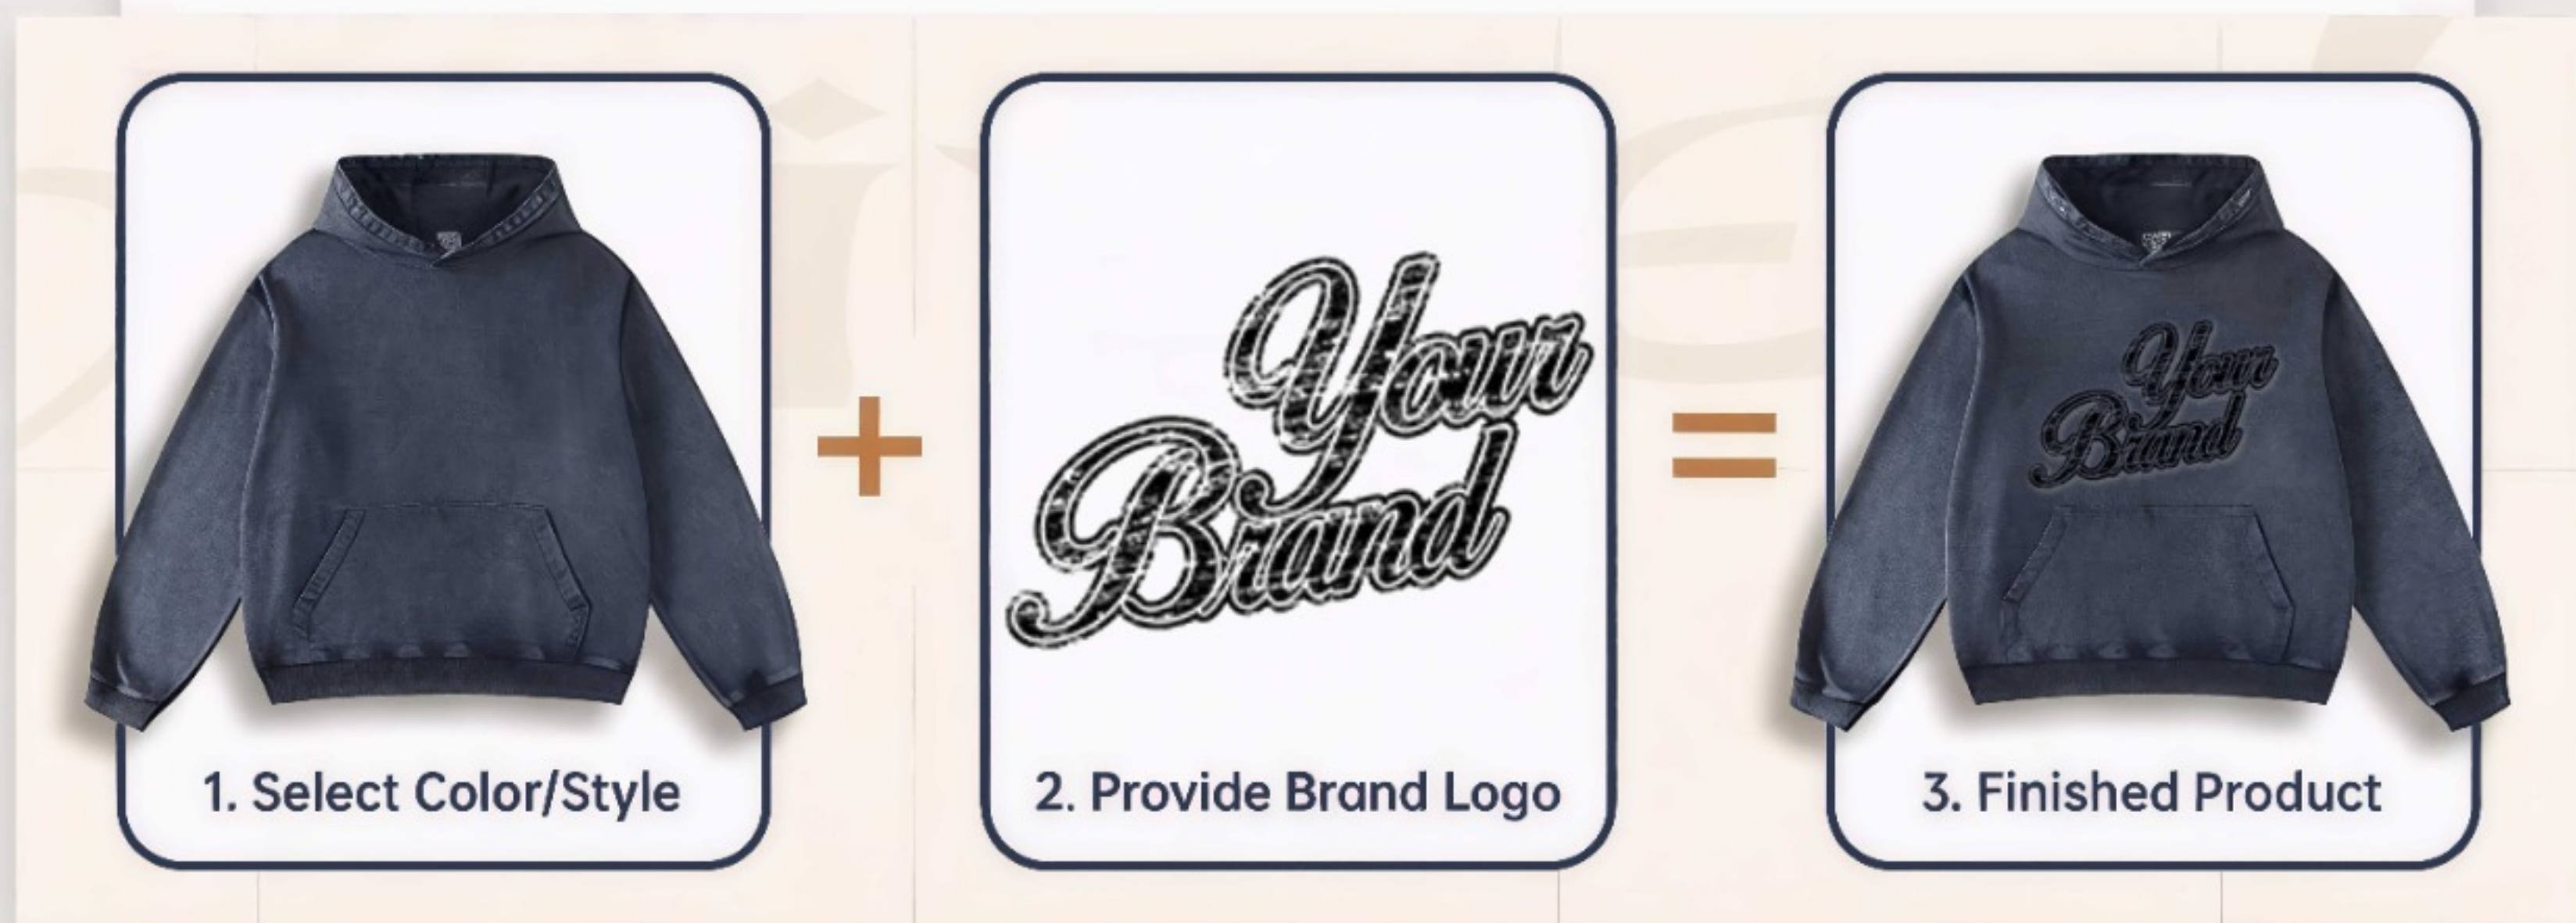 Your
Brand
Your
Brand
1. Select Color/Style
2. Provide Brand Logo
3. Finished Product